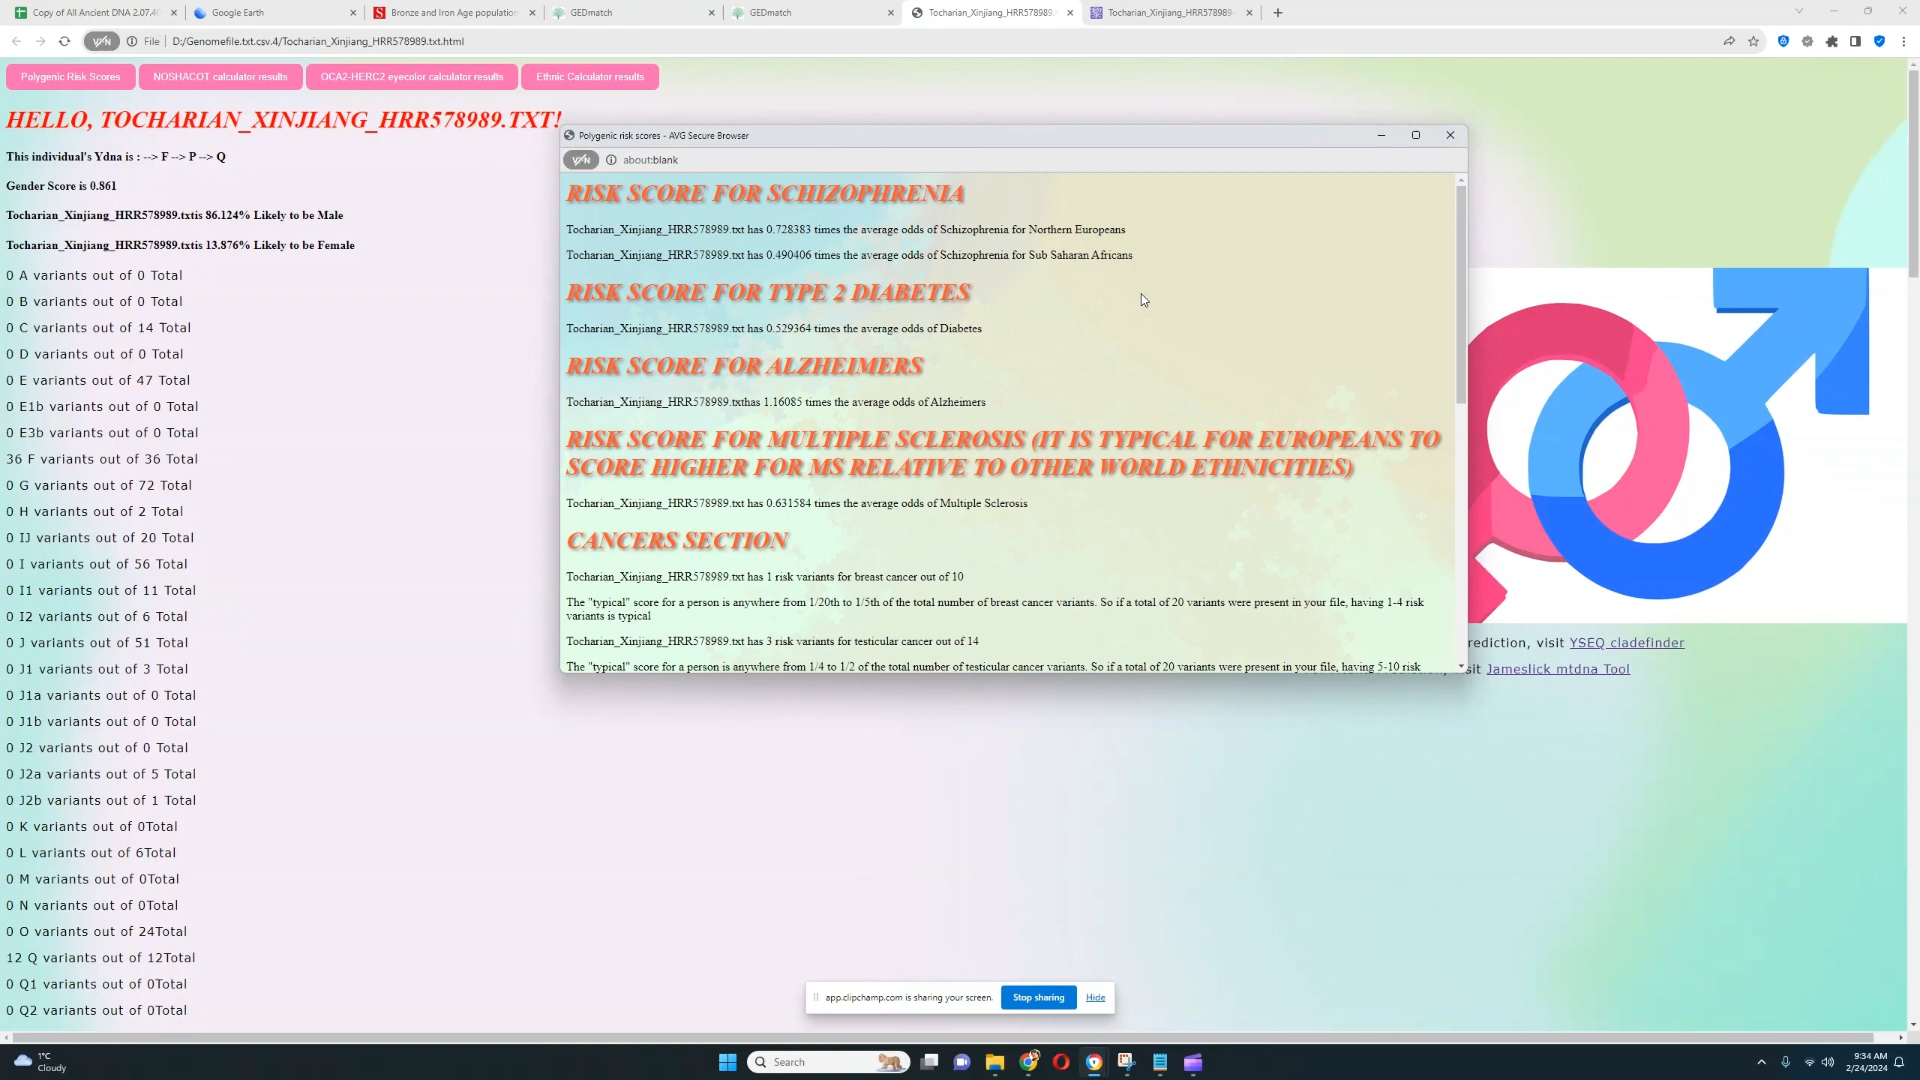 Copy of All Ancient DNA 2.07.4
Google Earth
Bronze and Iron Age population
GEDmatch
GEDmatch
Tocharian_Xinjiang_HRR578989.
Tocharian_Xinjiang_HRR578989
VPN
File
D:/Genomefile.txt.csv.4/Tocharian_Xinjiang_HRR578989.txt.html
Polygenic Risk Scores
NOSHACOT calculator results
OCA2-HERC2 eyecolor calculator results
Ethnic Calculator results
HELLO, TOCHARIAN_XINJIANG_HRR578989.TXT!
This individual's Ydna is : --> F --> P --> Q
Gender Score is 0.861
Tocharian_Xinjiang_HRR578989.txtis 86.124% Likely to be Male
Tocharian_Xinjiang_HRR578989.txtis 13.876% Likely to be Female
0 A variants out of 0 Total
0 B variants out of 0 Total
0 C variants out of 14 Total
0 D variants out of 0 Total
0 E variants out of 47 Total
0 E1b variants out of 0 Total
0 E3b variants out of 0 Total
36 F variants out of 36 Total
0 G variants out of 72 Total
0 H variants out of 2 Total
0 IJ variants out of 20 Total
0 I variants out of 56 Total
0 I1 variants out of 11 Total
0 I2 variants out of 6 Total
0 J variants out of 51 Total
0 J1 variants out of 3 Total
0 J1a variants out of 0 Total
0 J1b variants out of 0 Total
0 J2 variants out of 0 Total
0 J2a variants out of 5 Total
0 J2b variants out of 1 Total
0 K variants out of 0Total
0 L variants out of 6Total
0 M variants out of 0Total
0 N variants out of 0Total
0 O variants out of 24Total
12 Q variants out of 12Total
0 Q1 variants out of 0Total
0 Q2 variants out of 0Total
Polygenic risk scores - AVG Secure Browser
VPN
about:blank
RISK SCORE FOR SCHIZOPHRENIA
Tocharian_Xinjiang_HRR578989.txt has 0.728383 times the average odds of Schizophrenia for Northern Europeans
Tocharian_Xinjiang_HRR578989.txt has 0.490406 times the average odds of Schizophrenia for Sub Saharan Africans
RISK SCORE FOR TYPE 2 DIABETES
Tocharian_Xinjiang_HRR578989.txt has 0.529364 times the average odds of Diabetes
RISK SCORE FOR ALZHEIMERS
Tocharian_Xinjiang_HRR578989.txthas 1.16085 times the average odds of Alzheimers
RISK SCORE FOR MULTIPLE SCLEROSIS (IT IS TYPICAL FOR EUROPEANS TO
SCORE HIGHER FOR MS RELATIVE TO OTHER WORLD ETHNICITIES)
Tocharian_Xinjiang_HRR578989.txt has 0.631584 times the average odds of Multiple Sclerosis
CANCERS SECTION
Tocharian_Xinjiang_HRR578989.txt has 1 risk variants for breast cancer out of 10
The "typical" score for a person is anywhere from 1/20th to 1/5th of the total number of breast cancer variants. So if a total of 20 variants were present in your file, having 1-4 risk
variants is typical
Tocharian_Xinjiang_HRR578989.txt has 3 risk variants for testicular cancer out of 14
The "typical" score for a person is anywhere from 1/4 to 1/2 of the total number of testicular cancer variants. So if a total of 20 variants were present in your file, having 5-10 risk
rediction, visit YSEQ cladefinder
sit Jameslick mtdna Tool
app.clipchamp.com is sharing your screen.
Stop sharing
Hide
1°C
Cloudy
Search
9:34 AM
2/24/2024